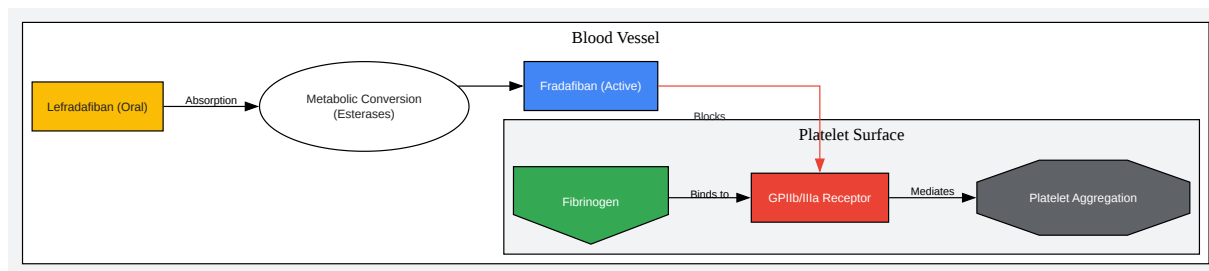 Blood Vessel
Lefradafiban (Oral)
Absorption
Metabolic Conversion
(Esterases)
Fradafiban (Active)
Blocks
Platelet Surface
Fibrinogen
Binds to
GPIIb/IIIa Receptor
Mediates
Platelet Aggregation